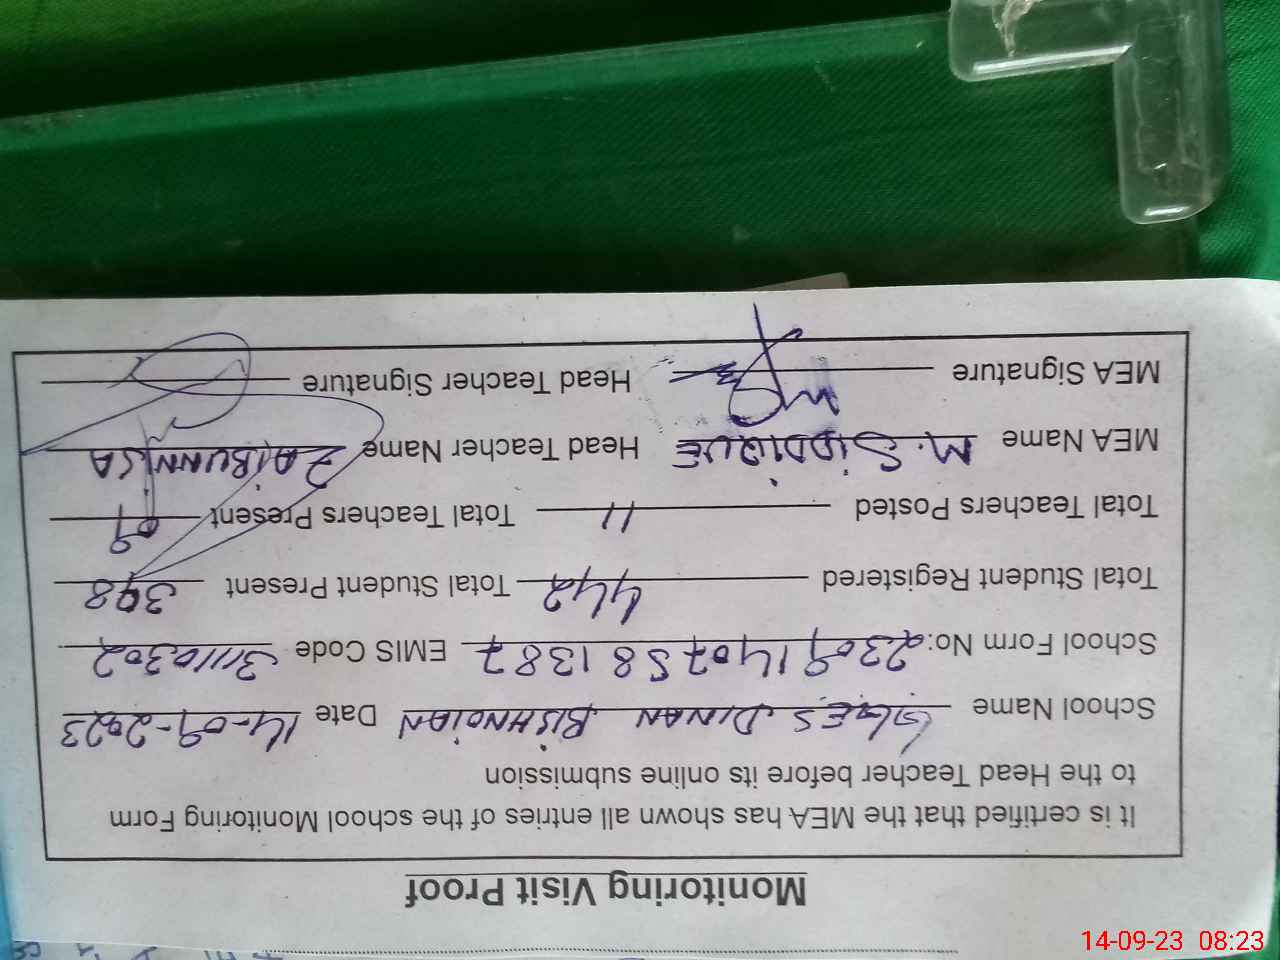 Monitoring Visit Proof
It is certified that the MEA has shown all entries of the school Monitoring Form
to the Head Teacher before its online submission
School Name GGES DINAN BISHNOIAN Date 14-09-2023
School Form No: 2309140758 1387 EMIS Code 31110302
Total Student Registered 442 Total Student Present 398
Total Teachers Posted 11 Total Teachers Present 09
MEA Name M. SIDDIQUE Head Teacher Name ZAIBUNNISA
MEA Signature Head Teacher Signature
14-09-23 08:23